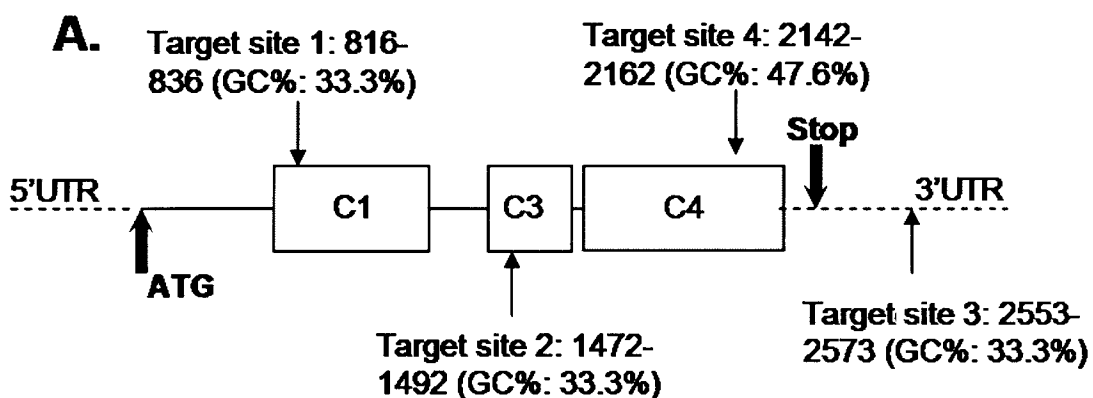 A.
Target site 1: 816-
836 (GC%: 33.3%)
Target site 4: 2142-
2162 (GC%: 47.6%)
Stop
5'UTR
C1
C3
C4
3'UTR
ATG
Target site 2: 1472-
1492 (GC%: 33.3%)
Target site 3: 2553-
2573 (GC%: 33.3%)